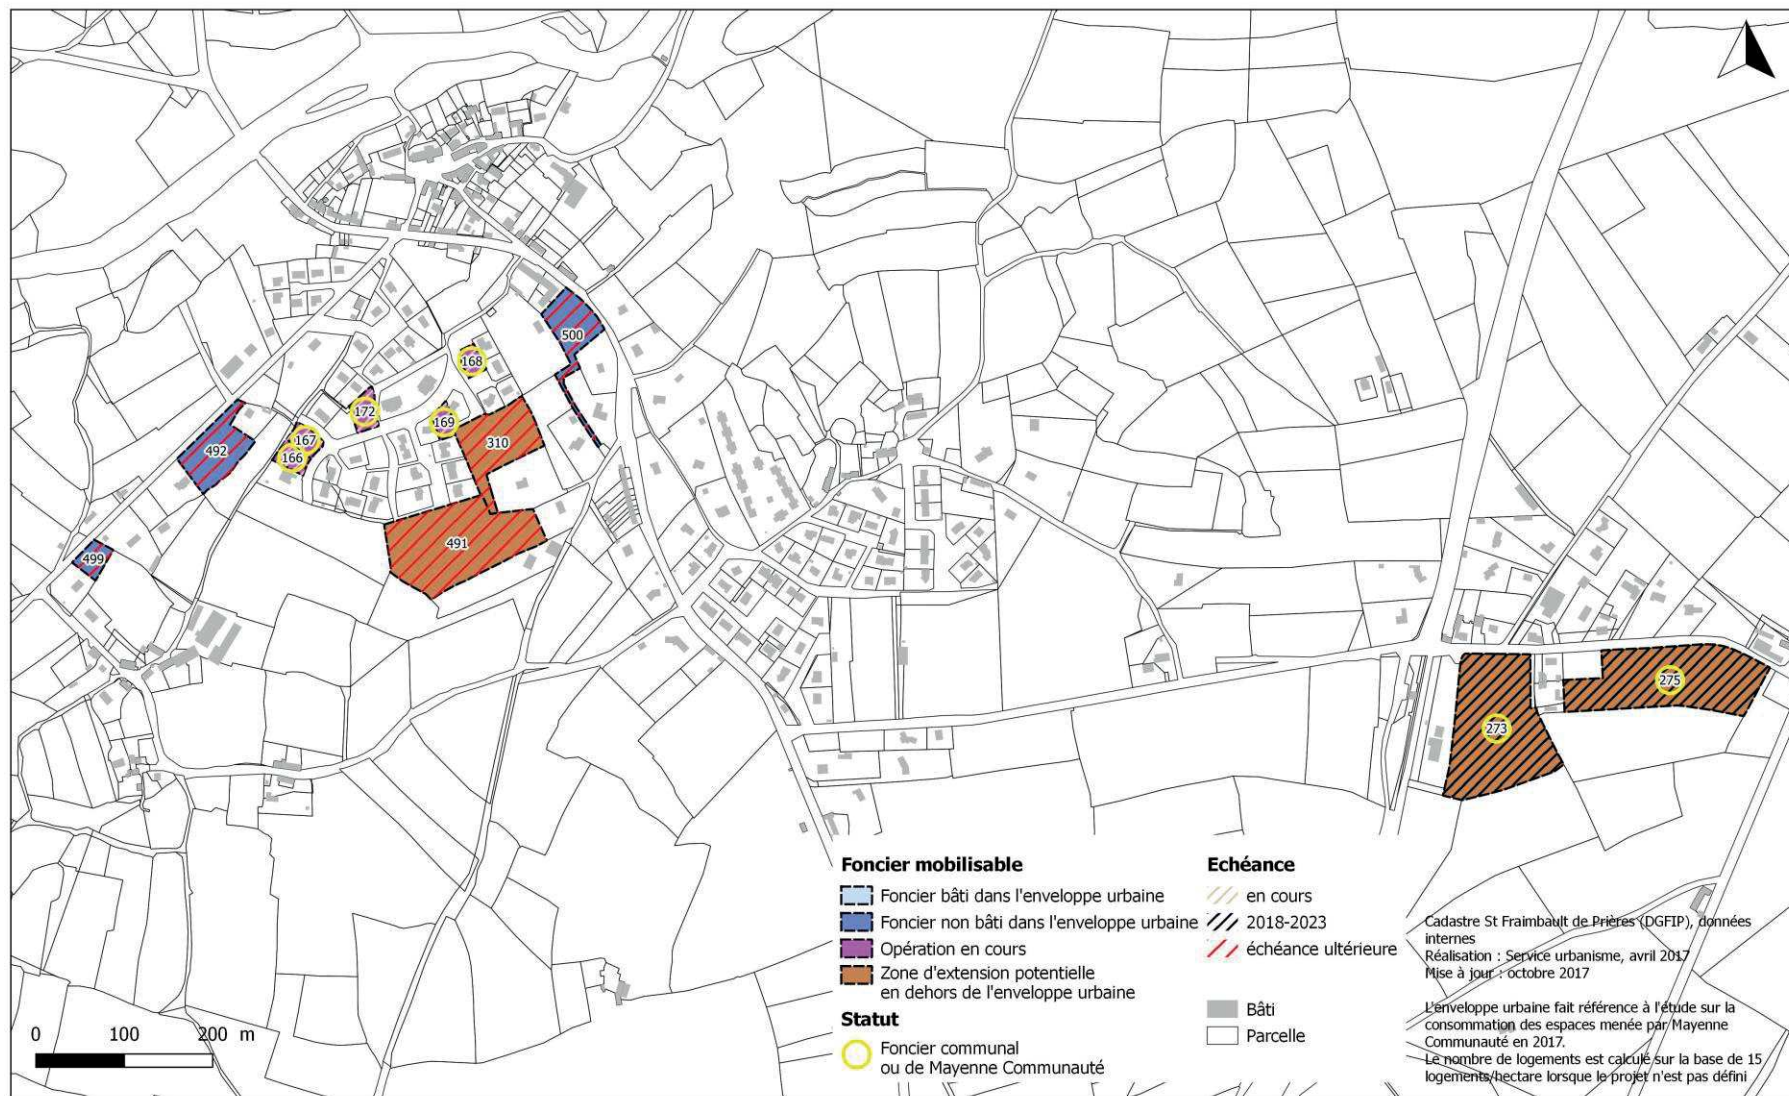 500
168
172
169
310
167
492
166
491
499
275
273
Foncier mobilisable
Foncier bâti dans l'enveloppe urbaine
Foncier non bâti dans l'enveloppe urbaine
Opération en cours
Zone d'extension potentielle
en dehors de l'enveloppe urbaine
Statut
Foncier communal
ou de Mayenne Communauté
Echéance
en cours
2018-2023
échéance ultérieure
Bâti
Parcelle
Cadastre St Fraimbault de Prières (DGFIP), données
internes
Réalisation : Service urbanisme, avril 2017
Mise à jour : octobre 2017
L'enveloppe urbaine fait référence à l'étude sur la
consommation des espaces menée par Mayenne
Communauté en 2017.
Le nombre de logements est calculé sur la base de 15
logements/hectare lorsque le projet n'est pas défini
0 100 200 m